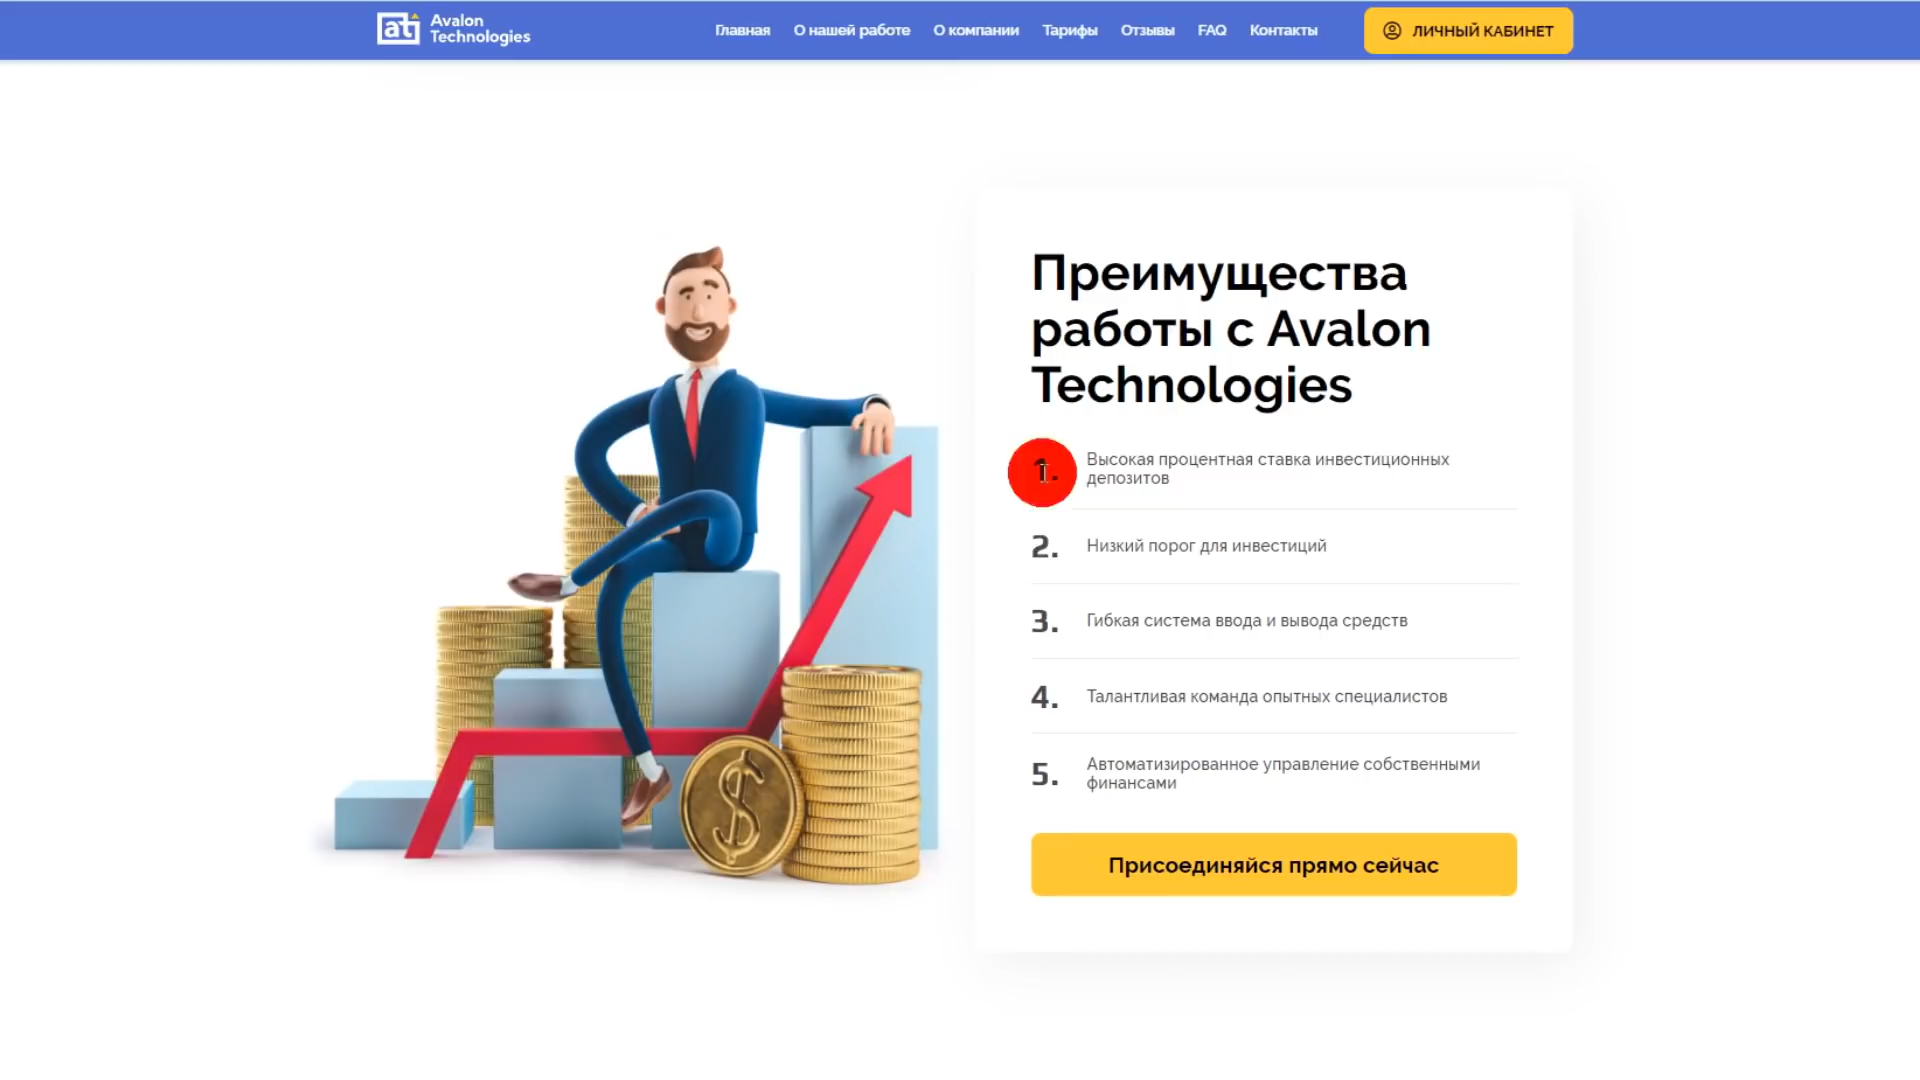 Avalon
Technologies
Главная
О нашей работе
О компании
Тарифы
Отзывы
FAQ
Контакты
ЛИЧНЫЙ КАБИНЕТ
Преимущества
работы с Avalon
Technologies
1.
Высокая процентная ставка инвестиционных
депозитов
2.
Низкий порог для инвестиций
3.
Гибкая система ввода и вывода средств
4.
Талантливая команда опытных специалистов
5.
Автоматизированное управление собственными
финансами
Присоединяйся прямо сейчас